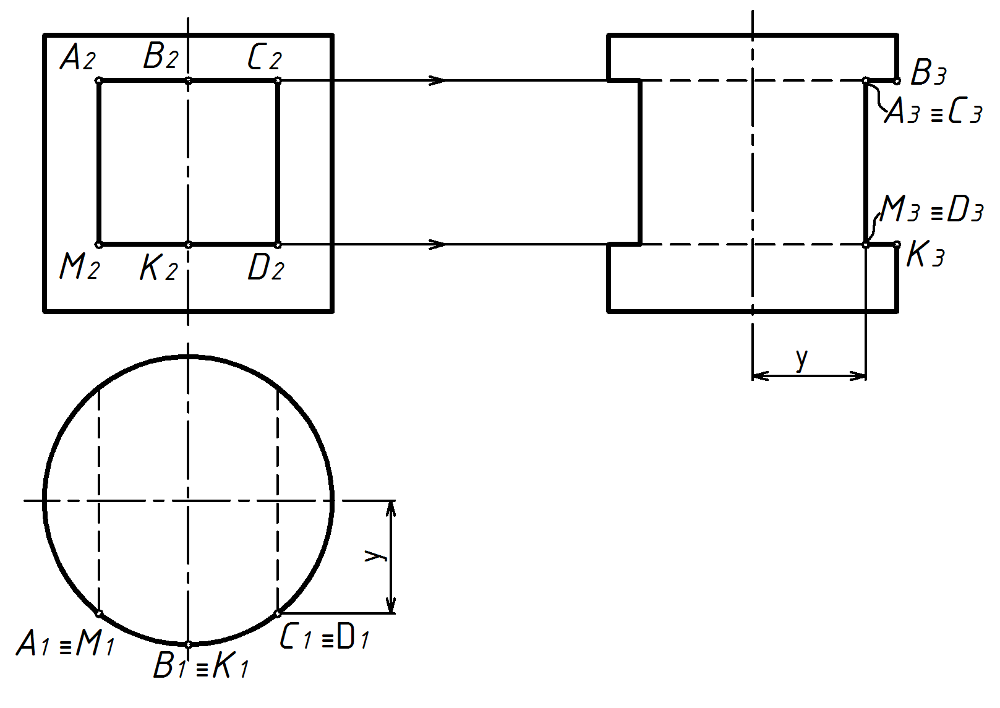 A2 B2 C2
B3
A3 ≡C3
M3 ≡D3
M2 K2 D2
K3
y
y
A1 ≡M1
C1 ≡D1
B1 ≡K1